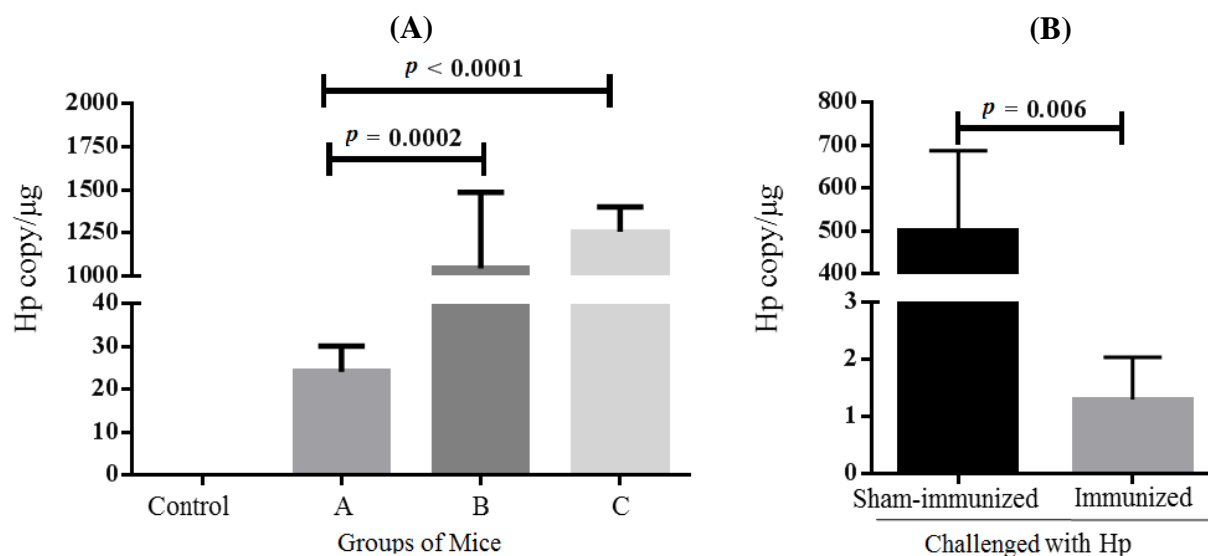 (A)
p < 0.0001
p = 0.0002
Hp copy/µg
2000
1750
1500
1250
1000
40
30
20
10
0
Control A B C
Groups of Mice
(B)
p = 0.006
Hp copy/µg
800
700
600
500
400
3
2
1
0
Sham-immunized Immunized
Challenged with Hp